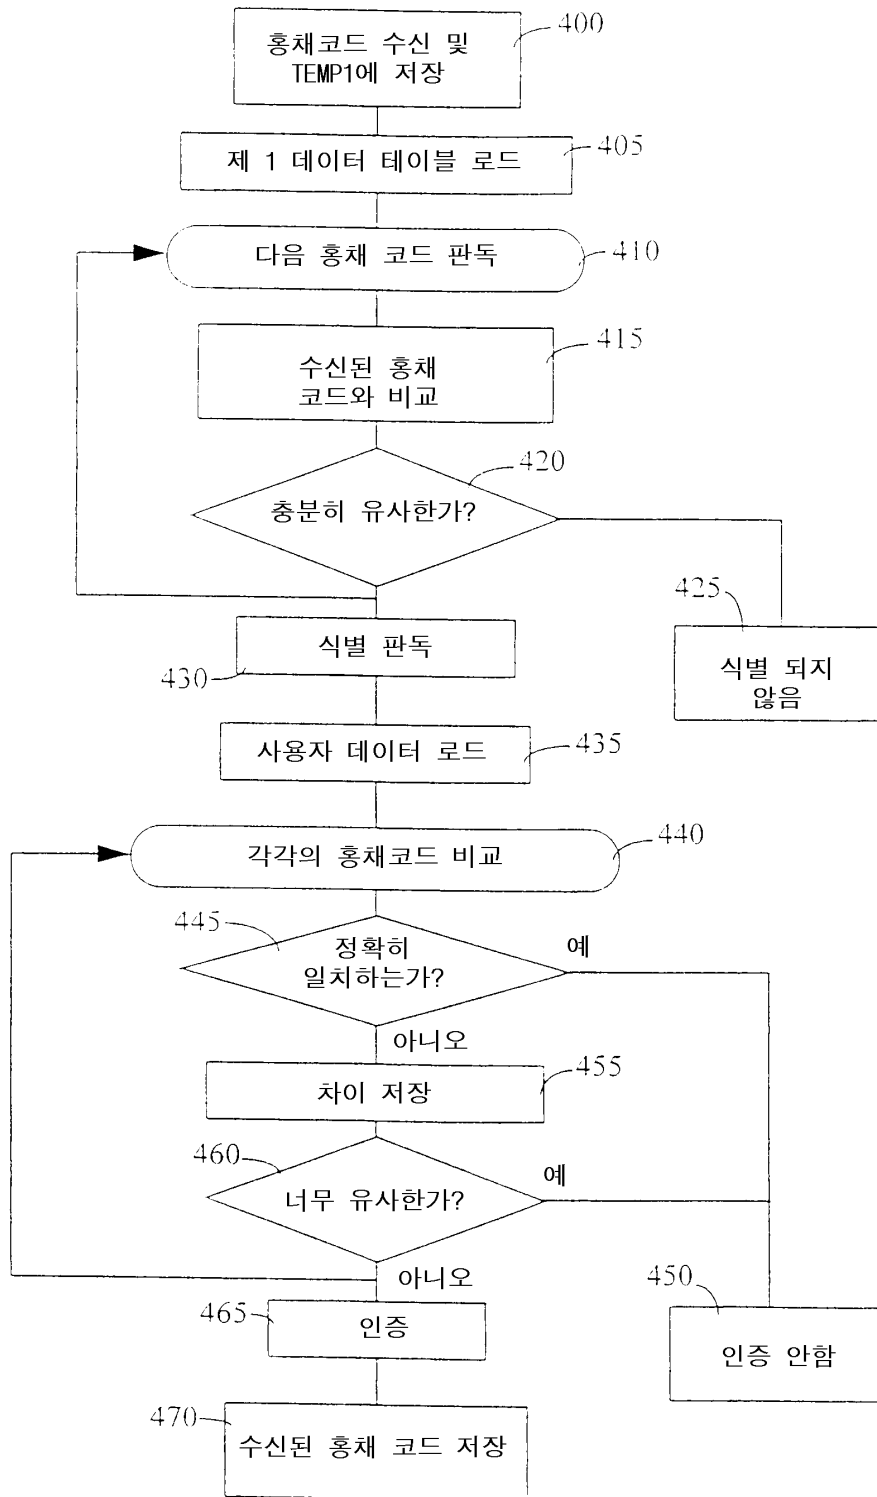 홍채코드 수신 및
TEMP1에 저장
400
제 1 데이터 테이블 로드
405
다음 홍채 코드 판독
410
수신된 홍채
코드와 비교
415
충분히 유사한가?
420
식별 판독
430
식별 되지
않음
425
사용자 데이터 로드
435
각각의 홍채코드 비교
440
정확히
일치하는가?
445
예
아니오
차이 저장
455
너무 유사한가?
460
예
아니오
인증
465
인증 안함
450
수신된 홍채 코드 저장
470